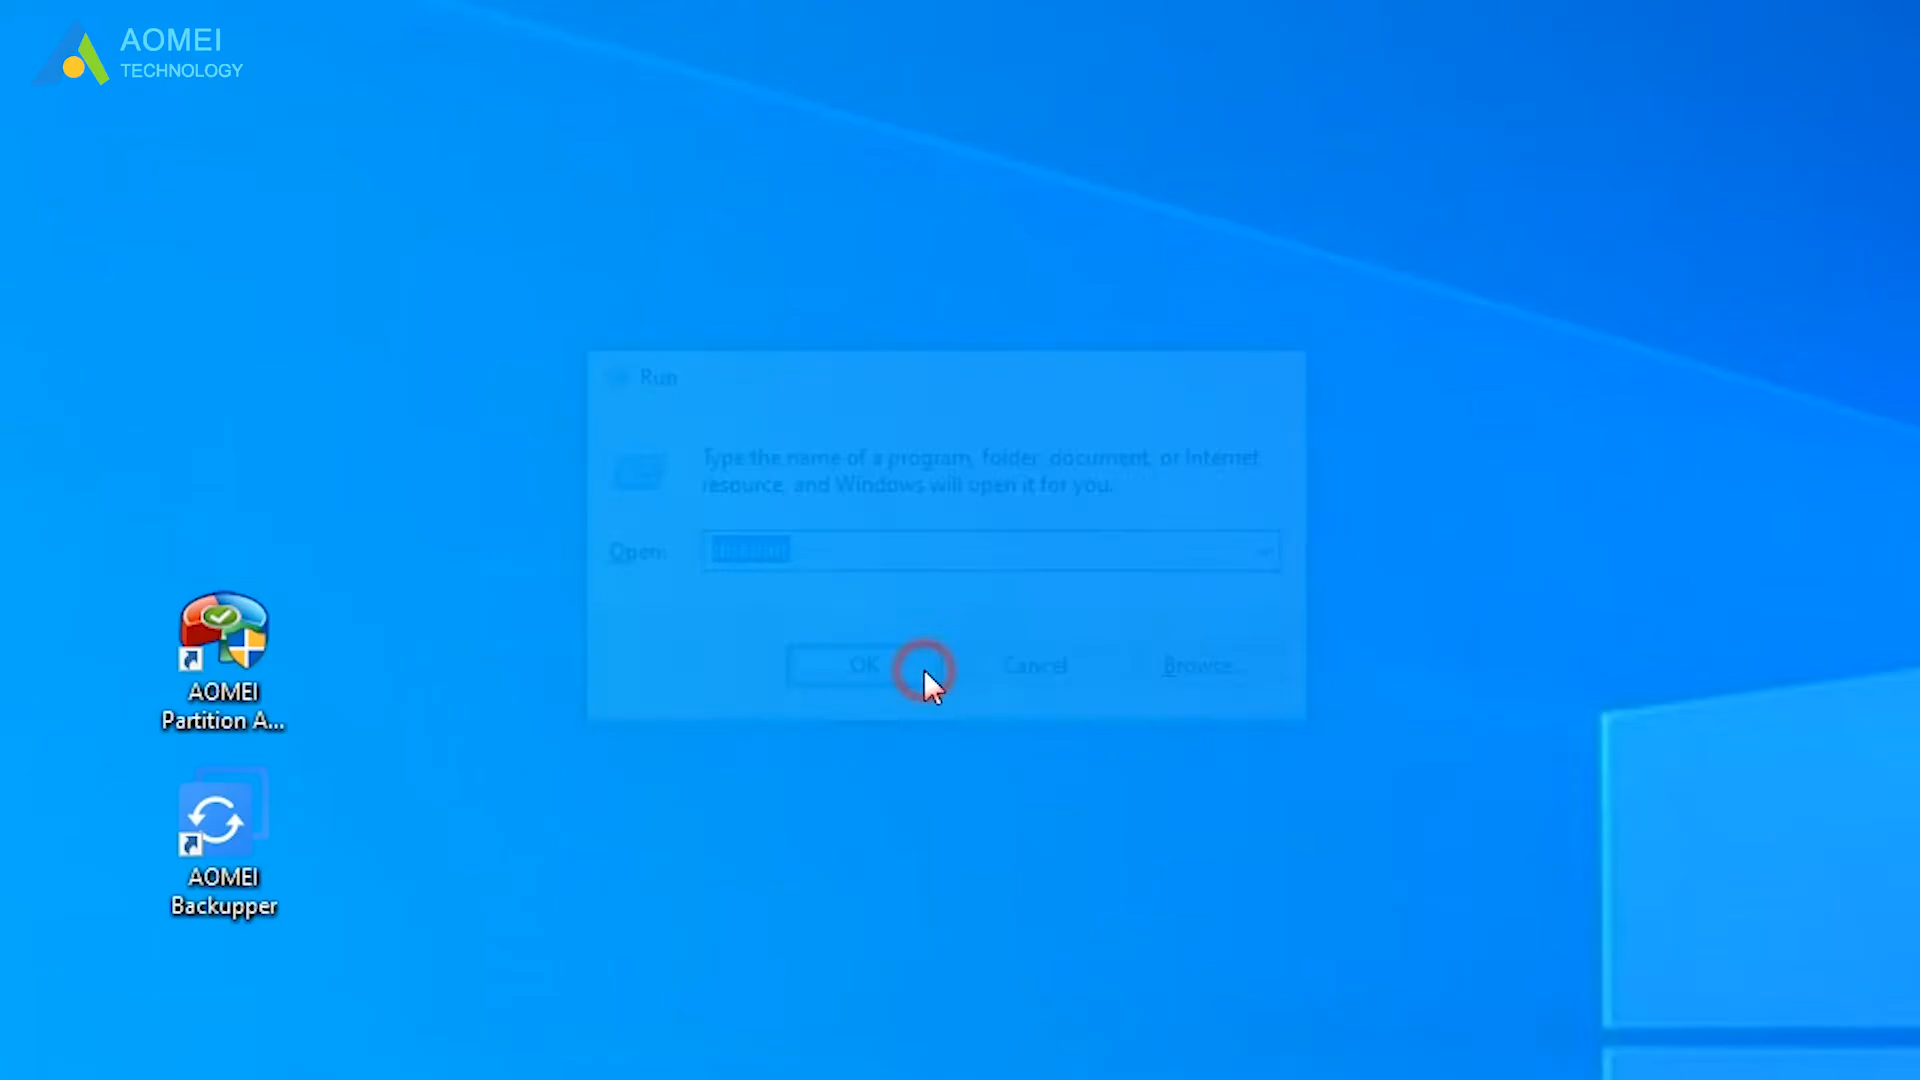 AOMEI
TECHNOLOGY
Run
Type the name of a program, folder, document, or Internet
resource, and Windows will open it for you.
Open:
OK
Cancel
Browse...
AOMEI
Partition A...
AOMEI
Backupper